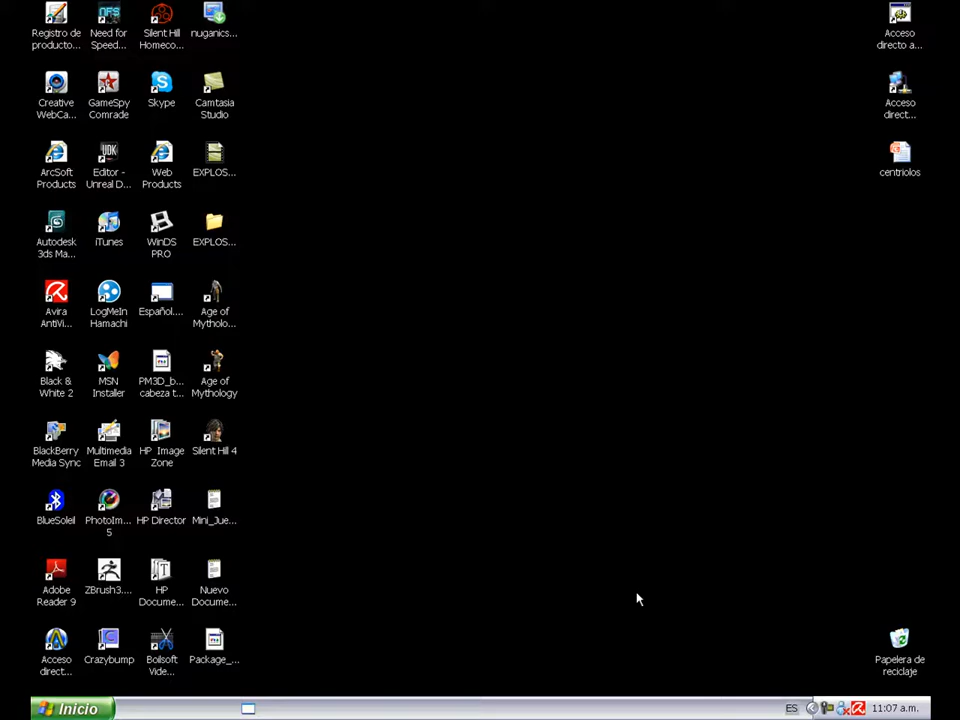 Registro de
producto...
Need for
Speed...
Silent Hill
Homeco...
nuganics...
Acceso
directo a...
Creative
WebCa...
GameSpy
Comrade
Skype
Camtasia
Studio
Acceso
direct...
ArcSoft
Products
Editor -
Unreal D...
Web
Products
EXPLOS...
centriolos
Autodesk
3ds Ma...
iTunes
WinDS
PRO
EXPLOS...
Avira
AntiVi...
LogMeIn
Hamachi
Español....
Age of
Mytholo...
Black &
White 2
MSN
Installer
PM3D_b...
cabeza t...
Age of
Mythology
BlackBerry
Media Sync
Multimedia
Email 3
HP Image
Zone
Silent Hill 4
BlueSoleil
PhotoIm...
5
HP Director
Mini_Jue...
Adobe
Reader 9
ZBrush3....
HP
Docume...
Nuevo
Docume...
Acceso
direct...
Crazybump
Boilsoft
Vide...
Package_...
Papelera de
reciclaje
NFS
UDK
Inicio
ES
11:07 a.m.